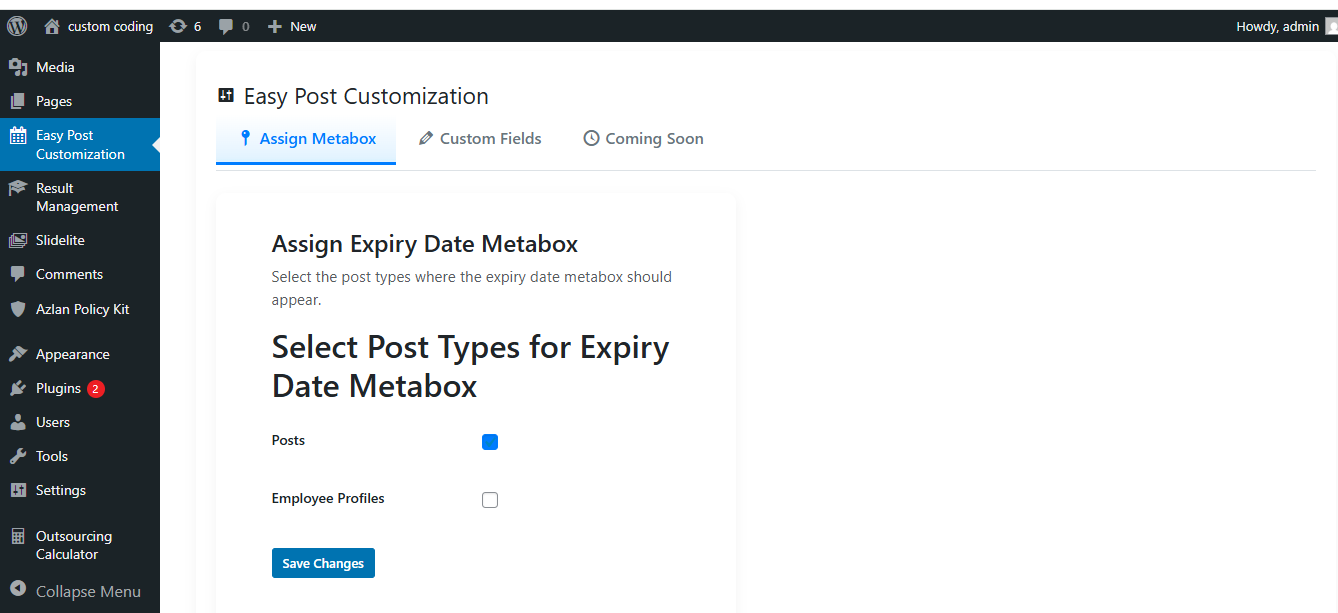 custom coding 6 0 New Howdy, admin
Media
Pages
Easy Post
Customization
Result
Management
Slidelite
Comments
Azlan Policy Kit
Appearance
Plugins 2
Users
Tools
Settings
Outsourcing
Calculator
Collapse Menu
Easy Post Customization
Assign Metabox Custom Fields Coming Soon
Assign Expiry Date Metabox
Select the post types where the expiry date metabox should
appear.
Select Post Types for Expiry
Date Metabox
Posts
Employee Profiles
Save Changes